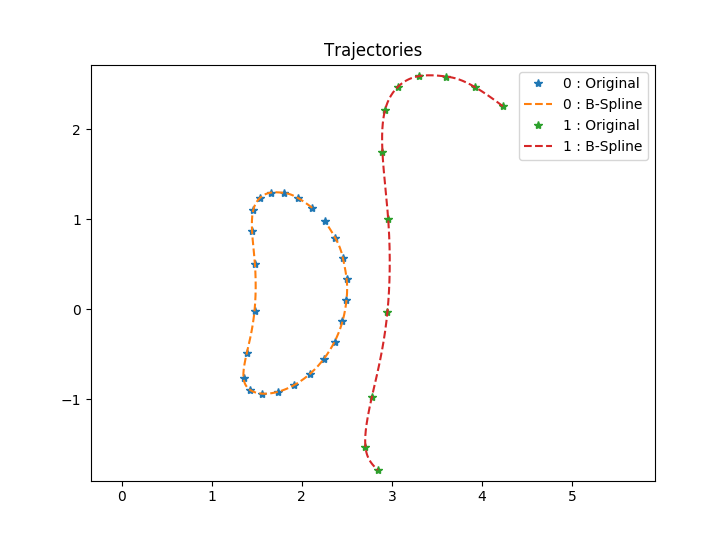 Trajectories
0 : Original
0 : B-Spline
1 : Original
1 : B-Spline
2
1
0
−1
0 1 2 3 4 5